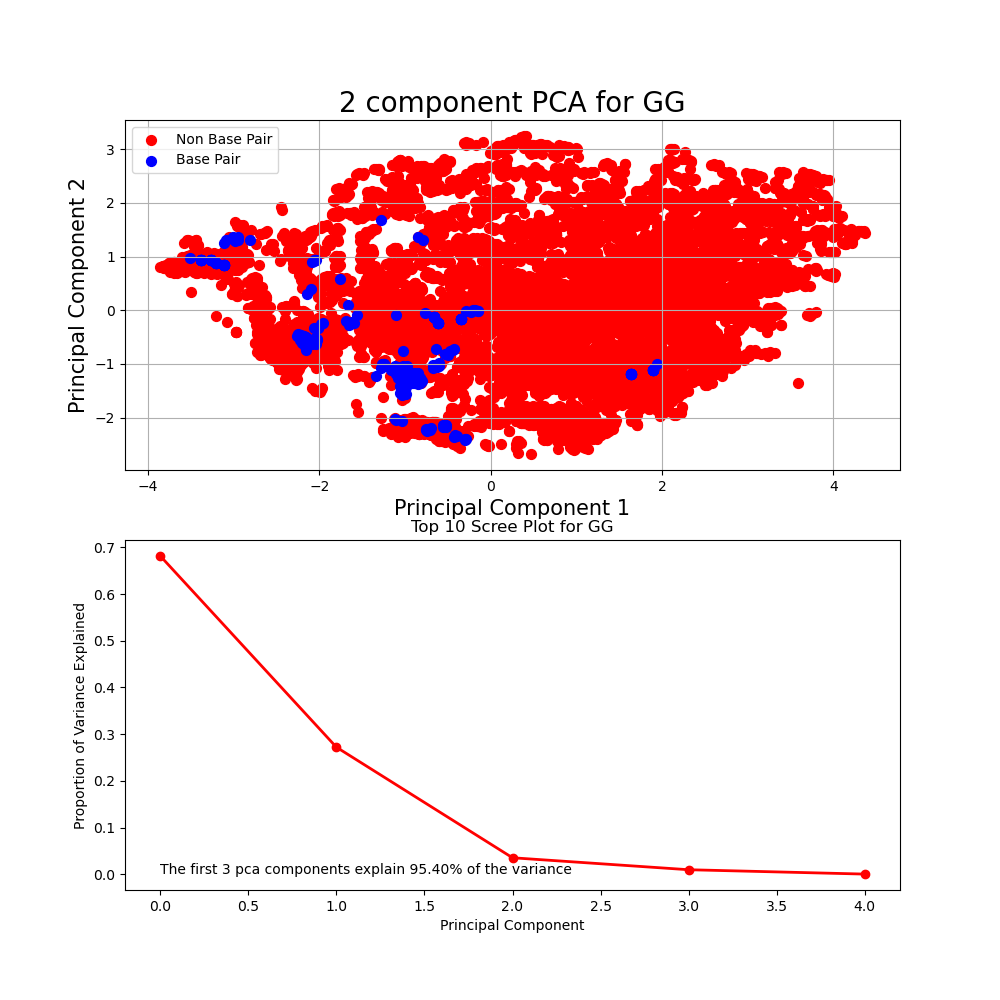 2 component PCA for GG
Non Base Pair
Base Pair
3
2
1
0
−1
−2
Principal Component 2
−4 −2 0 2 4
Principal Component 1
Top 10 Scree Plot for GG
0.7
0.6
0.5
0.4
0.3
0.2
0.1
0.0
Proportion of Variance Explained
The first 3 pca components explain 95.40% of the variance
0.0 0.5 1.0 1.5 2.0 2.5 3.0 3.5 4.0
Principal Component